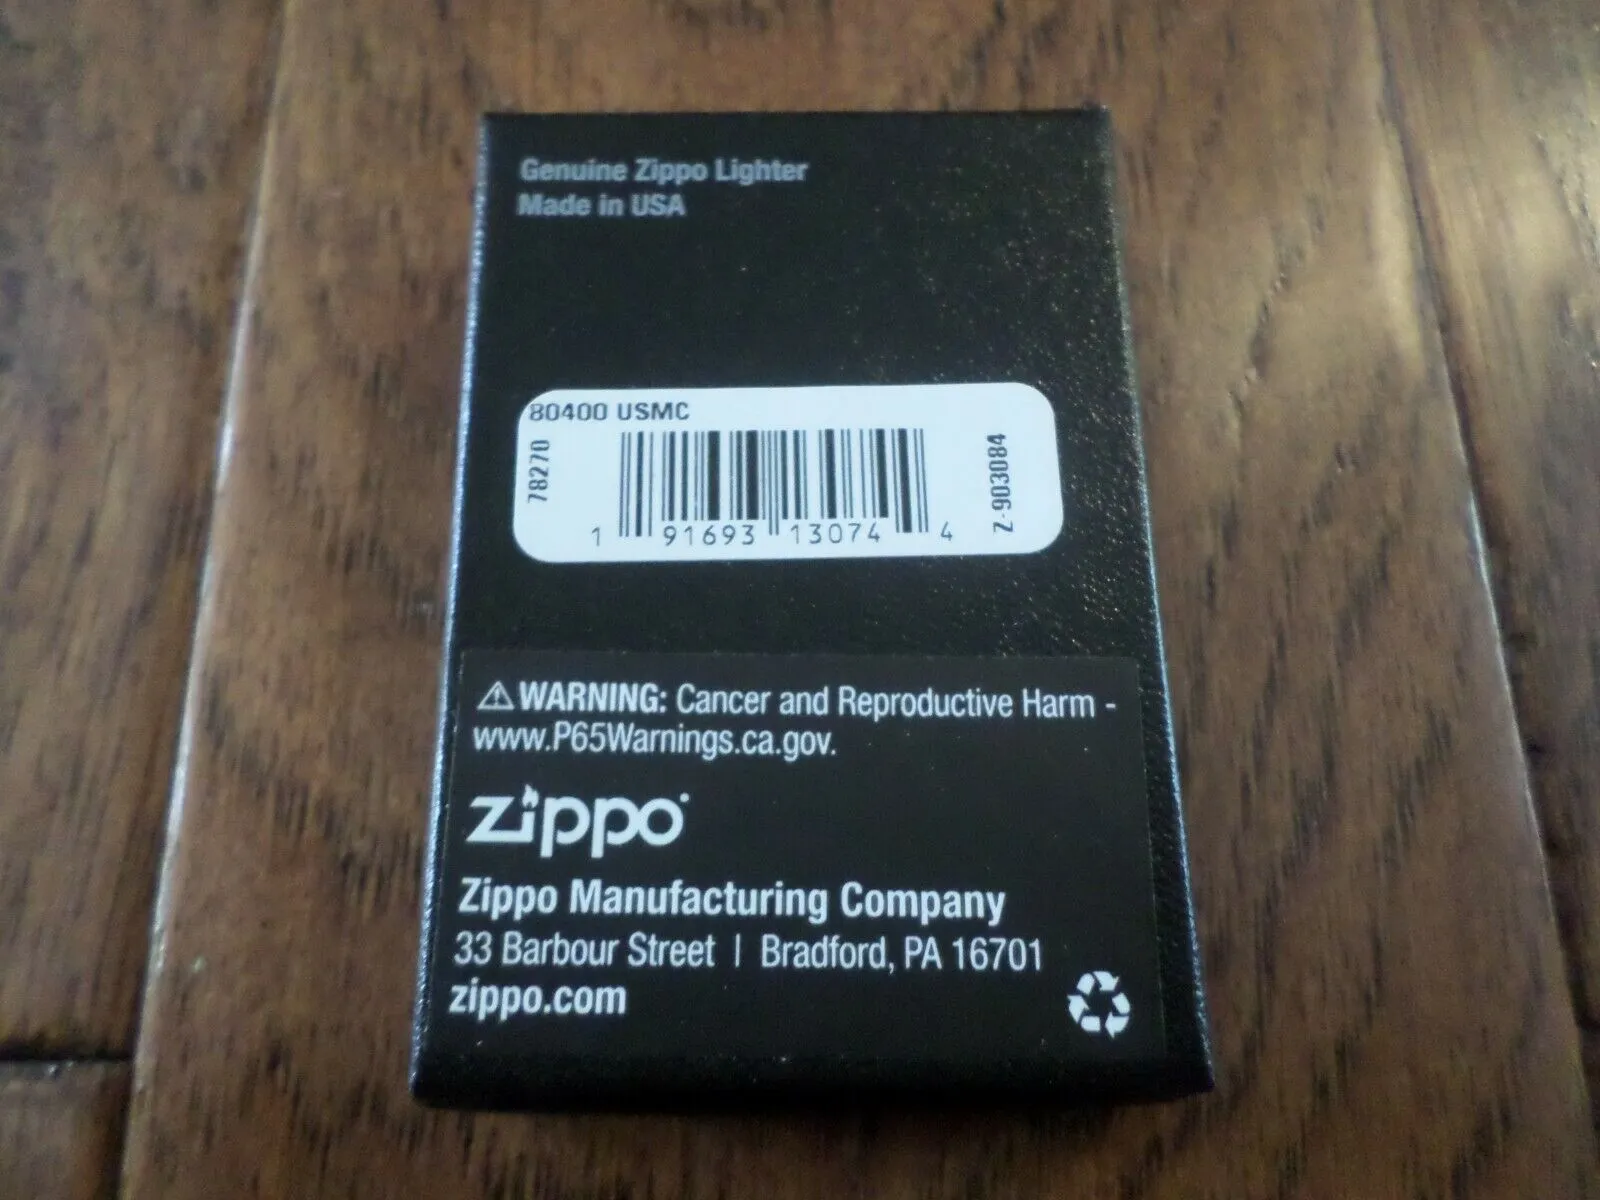 Genuine Zippo Lighter
Made in USA
80400 USMC
78270
Z-903084
1 91693 13074 4
⚠ WARNING: Cancer and Reproductive Harm -
www.P65Warnings.ca.gov.
zippo
Zippo Manufacturing Company
33 Barbour Street | Bradford, PA 16701
zippo.com